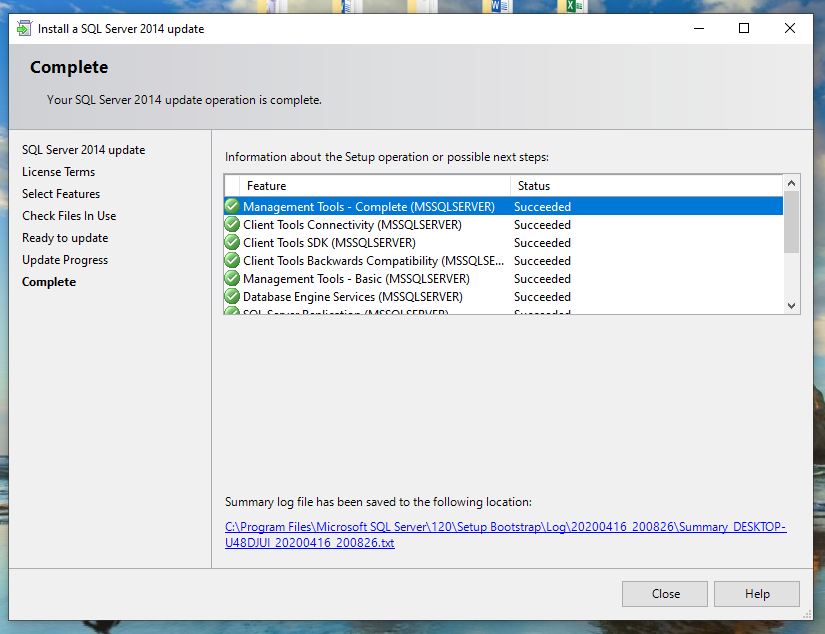 Install a SQL Server 2014 update
Complete
Your SQL Server 2014 update operation is complete.
SQL Server 2014 update
License Terms
Select Features
Check Files In Use
Ready to update
Update Progress
Complete
Information about the Setup operation or possible next steps:
Feature Status
Management Tools - Complete (MSSQLSERVER) Succeeded
Client Tools Connectivity (MSSQLSERVER) Succeeded
Client Tools SDK (MSSQLSERVER) Succeeded
Client Tools Backwards Compatibility (MSSQLSE... Succeeded
Management Tools - Basic (MSSQLSERVER) Succeeded
Database Engine Services (MSSQLSERVER) Succeeded
SQL Server Replication (MSSQLSERVER) Succeeded
Summary log file has been saved to the following location:
C:\Program Files\Microsoft SQL Server\120\Setup Bootstrap\Log\20200416_200826\Summary_DESKTOP-
U48DJUI_20200416_200826.txt
Close Help